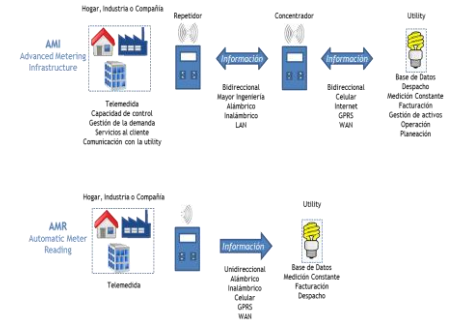 Hogar, Industria o Compañía
Repetidor
Concentrador
Utility
AMI
Advanced Metering
Infrastructure
Información
Información
Telemedida
Capacidad de control
Gestión de la demanda
Servicios al cliente
Comunicación con la utility
Bidireccional
Mayor Ingeniería
Alámbrico
Inalámbrico
LAN
Bidireccional
Celular
Internet
GPRS
WAN
Base de Datos
Despacho
Medición Constante
Facturación
Gestión de activos
Operación
Planeación
Hogar, Industria o Compañía
Utility
AMR
Automatic Meter
Reading
Información
Telemedida
Unidireccional
Alámbrico
Inalámbrico
Celular
GPRS
WAN
Base de Datos
Medición Constante
Facturación
Despacho